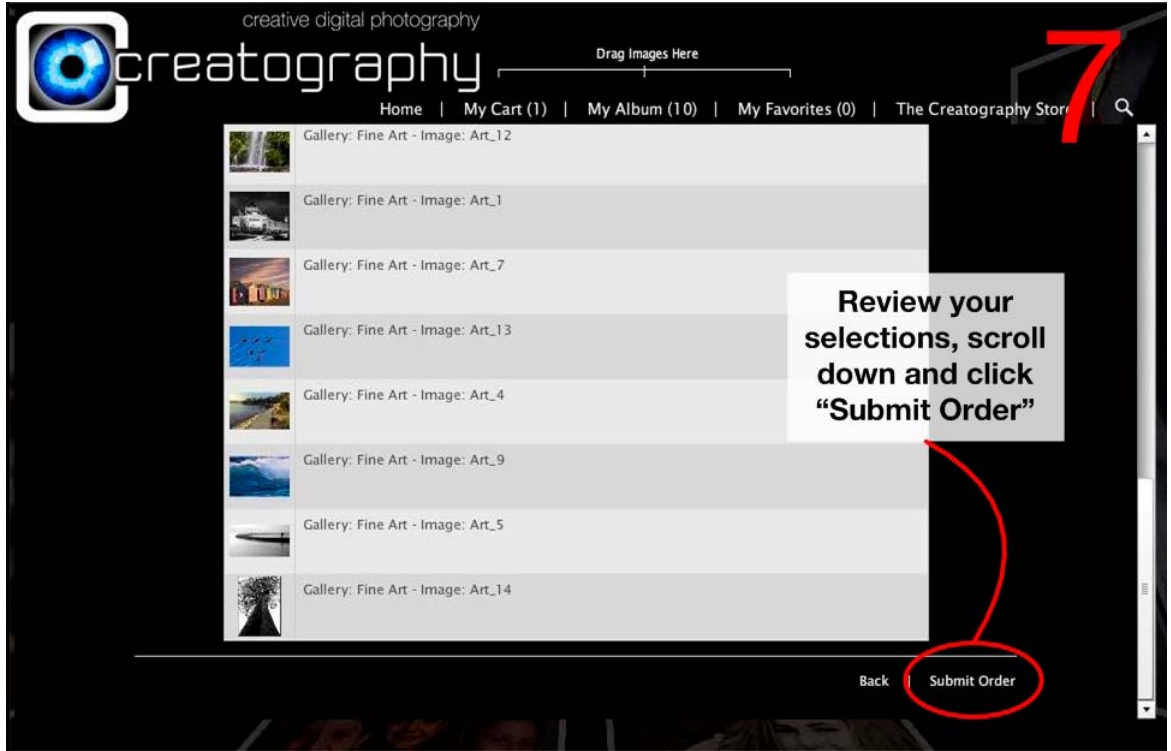 creative digital photography
creatography
Drag Images Here
7
Home | My Cart (1) | My Album (10) | My Favorites (0) | The Creatography Store |
Gallery: Fine Art - Image: Art_12
Gallery: Fine Art - Image: Art_1
Gallery: Fine Art - Image: Art_7
Gallery: Fine Art - Image: Art_13
Gallery: Fine Art - Image: Art_4
Gallery: Fine Art - Image: Art_9
Gallery: Fine Art - Image: Art_5
Gallery: Fine Art - Image: Art_14
Review your
selections, scroll
down and click
“Submit Order”
Back | Submit Order